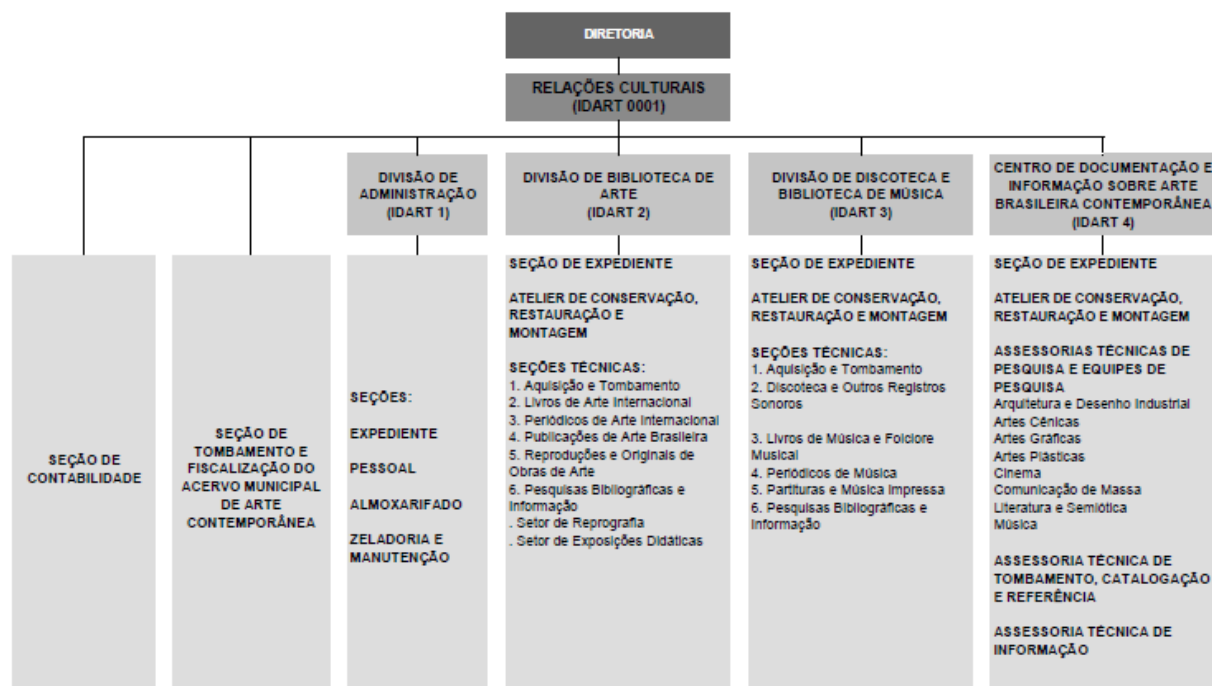 DIRETORIA
RELAÇÕES CULTURAIS
(IDART 0001)
DIVISÃO DE
ADMINISTRAÇÃO
(IDART 1)
DIVISÃO DE BIBLIOTECA DE
ARTE
(IDART 2)
DIVISÃO DE DISCOTECA E
BIBLIOTECA DE MÚSICA
(IDART 3)
CENTRO DE DOCUMENTAÇÃO E
INFORMAÇÃO SOBRE ARTE
BRASILEIRA CONTEMPORÂNEA
(IDART 4)
SEÇÃO DE
CONTABILIDADE
SEÇÃO DE
TOMBAMENTO E
FISCALIZAÇÃO DO
ACERVO MUNICIPAL
DE ARTE
CONTEMPORÂNEA
SEÇÕES:
EXPEDIENTE
PESSOAL
ALMOXARIFADO
ZELADORIA E
MANUTENÇÃO
SEÇÃO DE EXPEDIENTE
ATELIER DE CONSERVAÇÃO,
RESTAURAÇÃO E
MONTAGEM
SEÇÕES TÉCNICAS:
1. Aquisição e Tombamento
2. Livros de Arte Internacional
3. Periódicos de Arte Internacional
4. Publicações de Arte Brasileira
5. Reproduções e Originais de
Obras de Arte
6. Pesquisas Bibliográficas e
Informação
. Setor de Reprografia
. Setor de Exposições Didáticas
SEÇÃO DE EXPEDIENTE
ATELIER DE CONSERVAÇÃO,
RESTAURAÇÃO E MONTAGEM
SEÇÕES TÉCNICAS:
1. Aquisição e Tombamento
2. Discoteca e Outros Registros
Sonoros
3. Livros de Música e Folclore
Musical
4. Periódicos de Música
5. Partituras e Música Impressa
6. Pesquisas Bibliográficas e
Informação
SEÇÃO DE EXPEDIENTE
ATELIER DE CONSERVAÇÃO,
RESTAURAÇÃO E MONTAGEM
ASSESSORIAS TÉCNICAS DE
PESQUISA E EQUIPES DE
PESQUISA
Arquitetura e Desenho Industrial
Artes Cênicas
Artes Gráficas
Artes Plásticas
Cinema
Comunicação de Massa
Literatura e Semiótica
Música
ASSESSORIA TÉCNICA DE
TOMBAMENTO, CATALOGAÇÃO
E REFERÊNCIA
ASSESSORIA TÉCNICA DE
INFORMAÇÃO